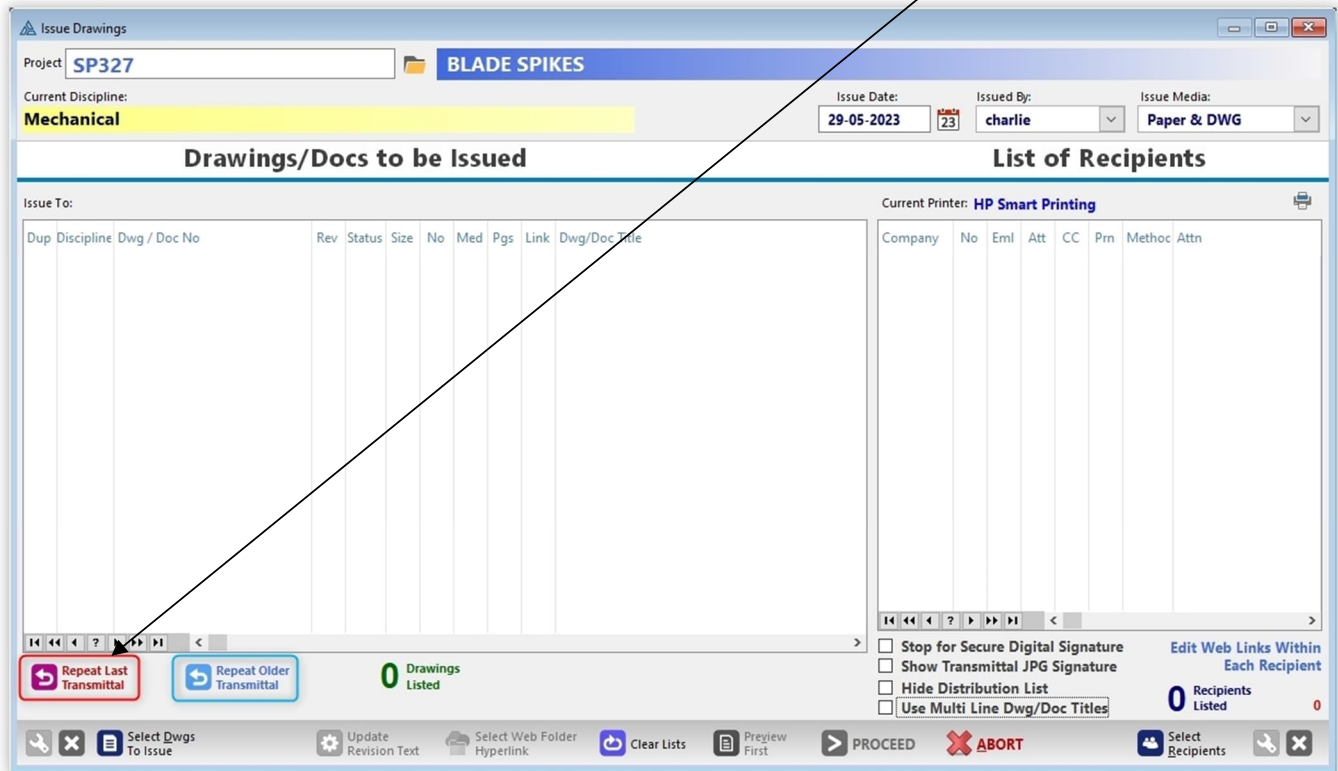 Issue Drawings
Project SP327 BLADE SPIKES
Current Discipline: Issue Date: Issued By: Issue Media:
Mechanical 29-05-2023 23 charlie Paper & DWG
Drawings/Docs to be Issued List of Recipients
Issue To: Current Printer: HP Smart Printing
Dup Discipline Dwg / Doc No Rev Status Size No Med Pgs Link Dwg/Doc Title Company No Eml Att CC Prn Methoc Attn
Stop for Secure Digital Signature
Show Transmittal JPG Signature
Hide Distribution List
Use Multi Line Dwg/Doc Titles
Edit Web Links Within
Each Recipient
Repeat Last
Transmittal
Repeat Older
Transmittal
0 Drawings
Listed
0 Recipients
Listed 0
Select Dwgs
To Issue
Update
Revision Text
Select Web Folder
Hyperlink
Clear Lists
Preview
First
PROCEED
ABORT
Select
Recipients